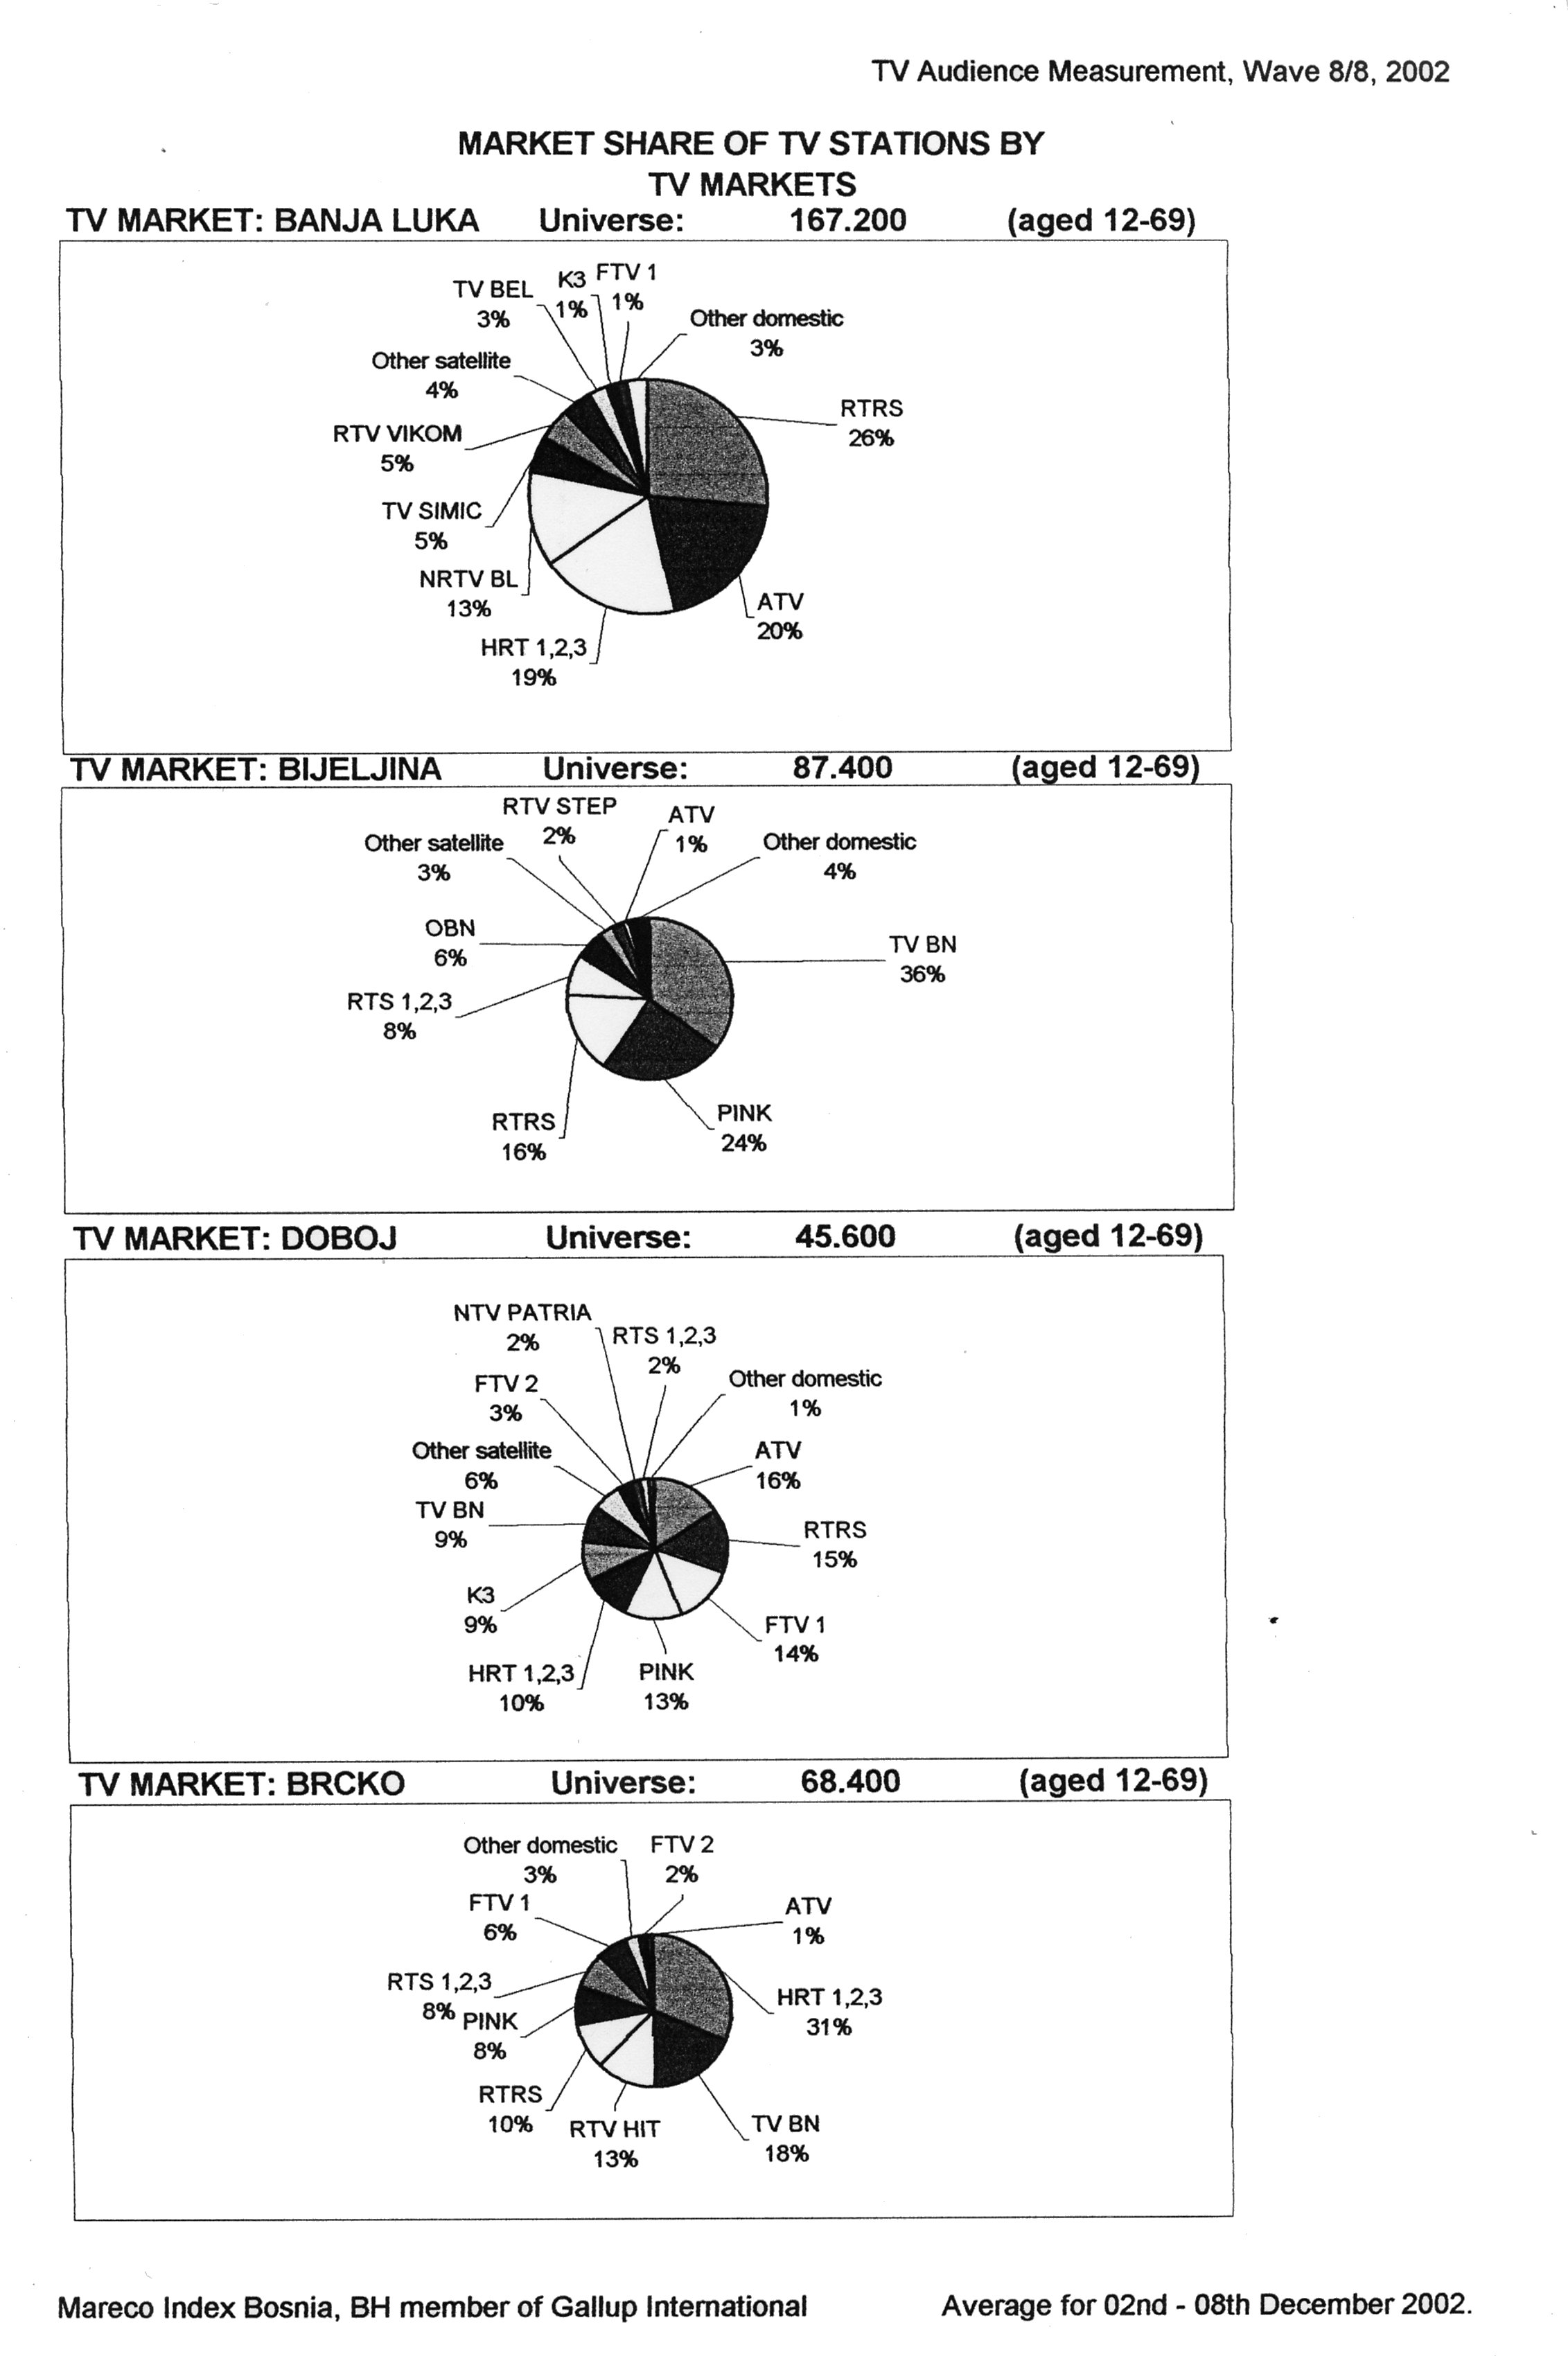 TV Audience Measurement, Wave 8/8, 2002
MARKET SHARE OF TV STATIONS BY
TV MARKETS
TV MARKET: BANJA LUKA Universe: 167.200 (aged 12-69)
TV BEL
3%
K3
1%
FTV 1
1%
Other domestic
3%
Other satellite
4%
RTRS
26%
RTV VIKOM
5%
TV SIMIC
5%
NRTV BL
13%
ATV
20%
HRT 1,2,3
19%
TV MARKET: BIJELJINA Universe: 87.400 (aged 12-69)
RTV STEP
2%
ATV
1%
Other satellite
3%
Other domestic
4%
OBN
6%
TV BN
36%
RTS 1,2,3
8%
RTRS
16%
PINK
24%
TV MARKET: DOBOJ Universe: 45.600 (aged 12-69)
NTV PATRIA
2%
RTS 1,2,3
2%
FTV 2
3%
Other domestic
1%
Other satellite
6%
ATV
16%
TV BN
9%
RTRS
15%
K3
9%
FTV 1
14%
HRT 1,2,3
10%
PINK
13%
TV MARKET: BRCKO Universe: 68.400 (aged 12-69)
Other domestic
3%
FTV 2
2%
FTV 1
6%
ATV
1%
RTS 1,2,3
8%
HRT 1,2,3
31%
PINK
8%
RTRS
10%
RTV HIT
13%
TV BN
18%
Mareco Index Bosnia, BH member of Gallup International
Average for 02nd - 08th December 2002.